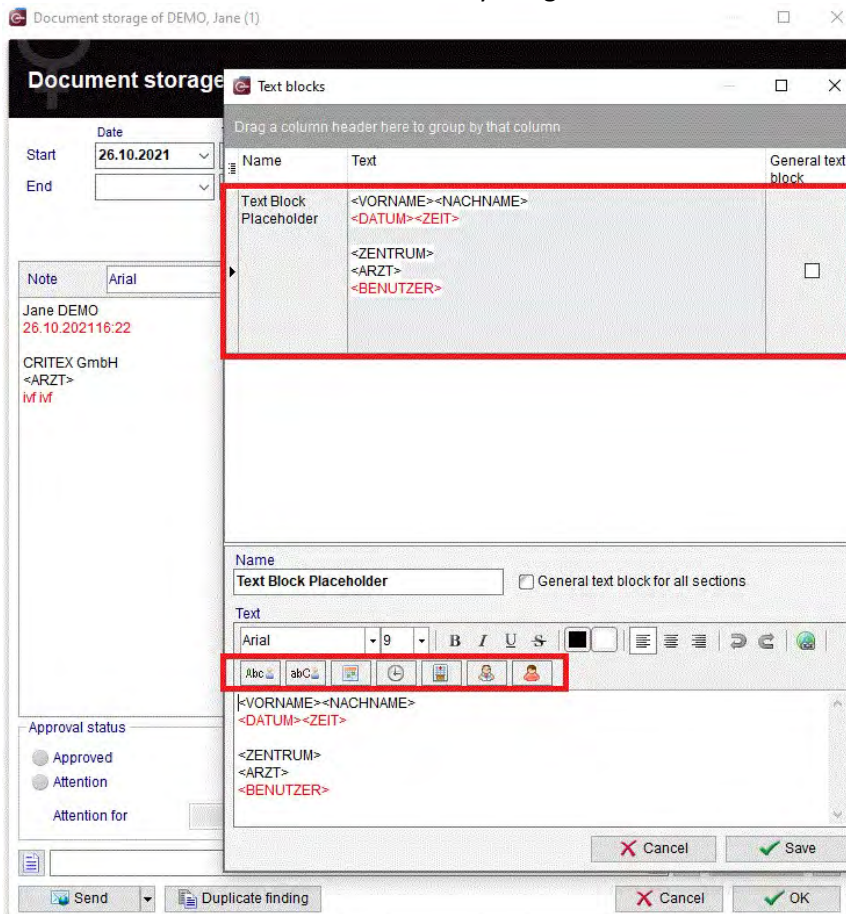 Document storage of DEMO, Jane (1)
Document storage
Date
Start 26.10.2021
End
Note Arial
Jane DEMO
26.10.202116:22
CRITEX GmbH
<ARZT>
ivf ivf
Approval status
Approved
Attention
Attention for
Send
Duplicate finding
Cancel
OK
Text blocks
Drag a column header here to group by that column
Name Text General text block
Text Block Placeholder
<VORNAME><NACHNAME>
<DATUM><ZEIT>
<ZENTRUM>
<ARZT>
<BENUTZER>
Name
Text Block Placeholder General text block for all sections
Text
Arial 9 B I U S
Abc abC
<VORNAME><NACHNAME>
<DATUM><ZEIT>
<ZENTRUM>
<ARZT>
<BENUTZER>
Cancel Save